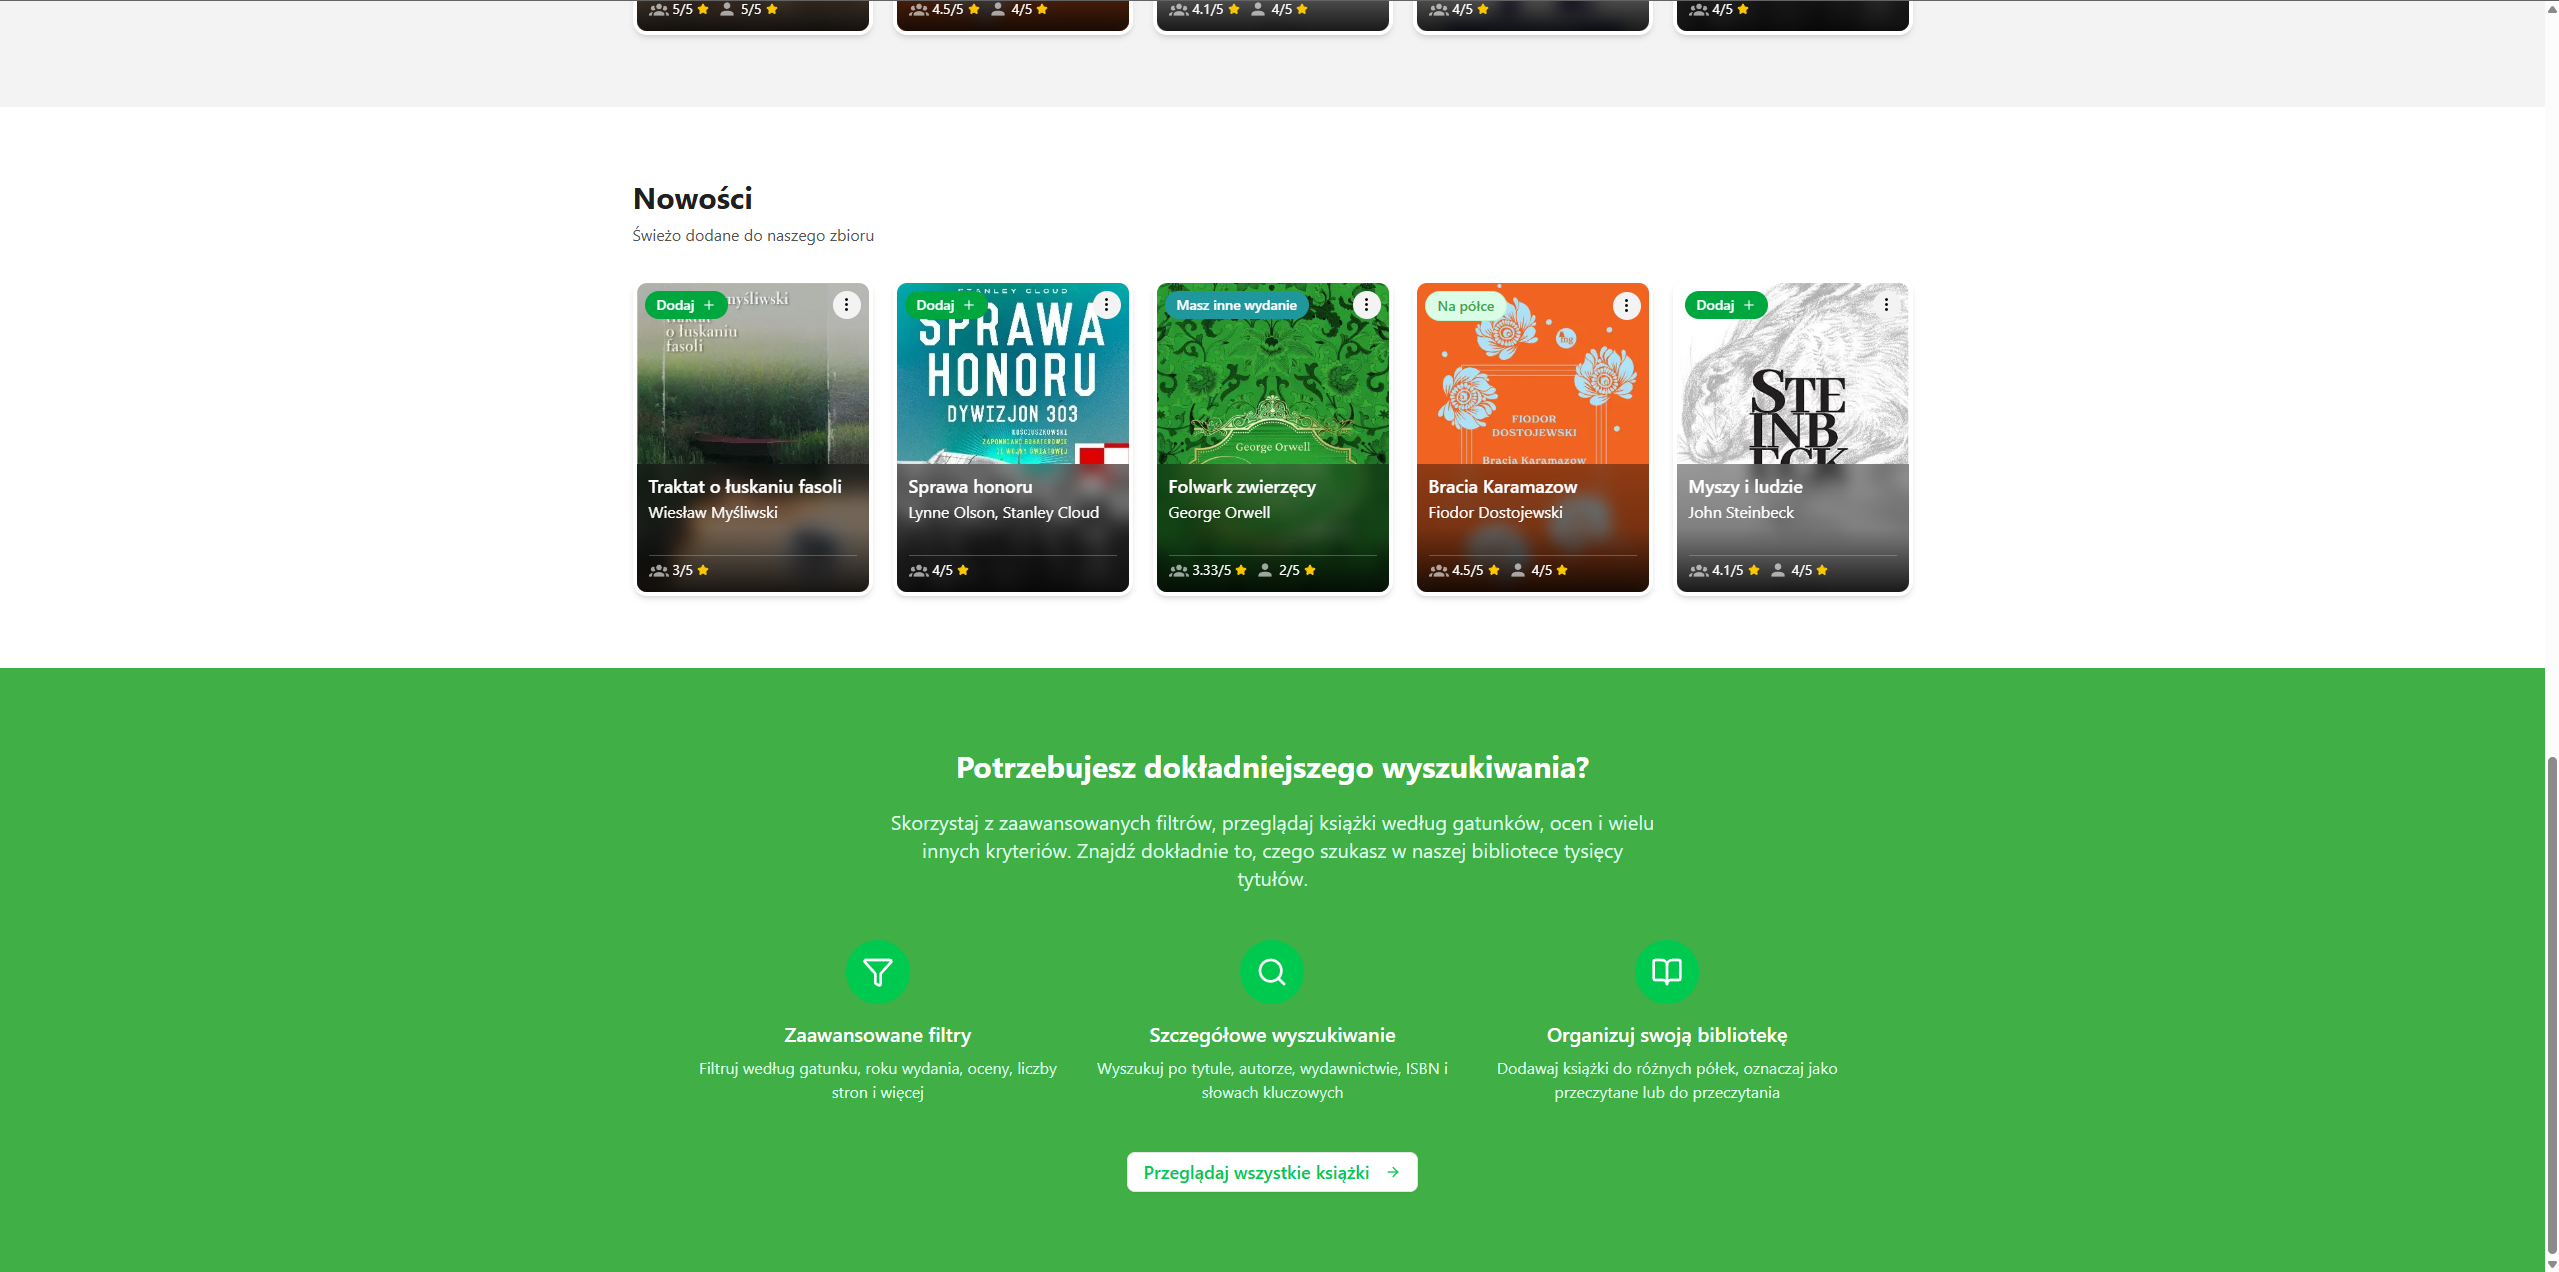 5/5 5/5
4.5/5 4/5
4.1/5 4/5
4/5
4/5
Nowości
Świeżo dodane do naszego zbioru
Dodaj +
myśliwski
o łuskaniu
fasoli
Traktat o łuskaniu fasoli
Wiesław Myśliwski
3/5
Dodaj +
STANLEY CLOUD
SPRAWA
HONORU
DYWIZJON 303
KOŚCIUSZKOWSKI
ZAPOMNIANI BOHATEROWIE
II WOJNY ŚWIATOWEJ
Sprawa honoru
Lynne Olson, Stanley Cloud
4/5
Masz inne wydanie
George Orwell
Folwark zwierzęcy
George Orwell
3.33/5 2/5
Na półce
mg
FIODOR
DOSTOJEWSKI
Bracia Karamazow
Bracia Karamazow
Fiodor Dostojewski
4.5/5 4/5
Dodaj +
STE
INB
ECK
Myszy i ludzie
John Steinbeck
4.1/5 4/5
Potrzebujesz dokładniejszego wyszukiwania?
Skorzystaj z zaawansowanych filtrów, przeglądaj książki według gatunków, ocen i wielu
innych kryteriów. Znajdź dokładnie to, czego szukasz w naszej bibliotece tysięcy
tytułów.
Zaawansowane filtry
Filtruj według gatunku, roku wydania, oceny, liczby
stron i więcej
Szczegółowe wyszukiwanie
Wyszukuj po tytule, autorze, wydawnictwie, ISBN i
słowach kluczowych
Organizuj swoją bibliotekę
Dodawaj książki do różnych półek, oznaczaj jako
przeczytane lub do przeczytania
Przeglądaj wszystkie książki